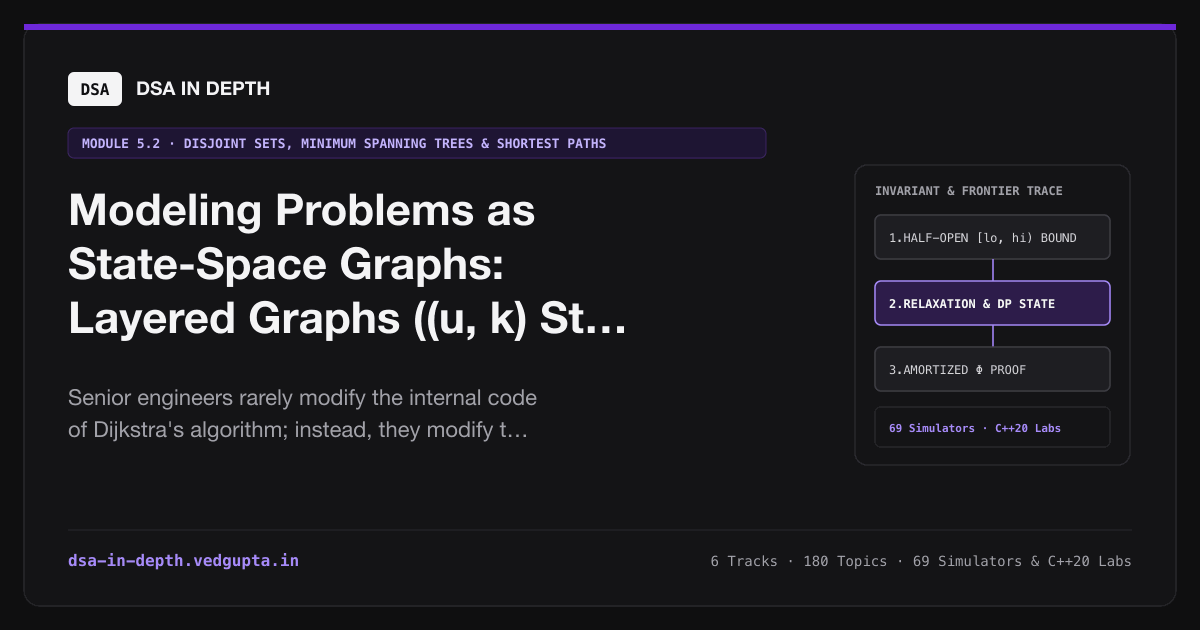 DSA
DSA IN DEPTH
MODULE 5.2 · DISJOINT SETS, MINIMUM SPANNING TREES & SHORTEST PATHS
Modeling Problems as
State-Space Graphs:
Layered Graphs ((u, k) St...
Senior engineers rarely modify the internal code
of Dijkstra's algorithm; instead, they modify t...
INVARIANT & FRONTIER TRACE
1.HALF-OPEN [lo, hi) BOUND
2.RELAXATION & DP STATE
3.AMORTIZED Φ PROOF
69 Simulators · C++20 Labs
dsa-in-depth.vedgupta.in
6 Tracks · 180 Topics · 69 Simulators & C++20 Labs